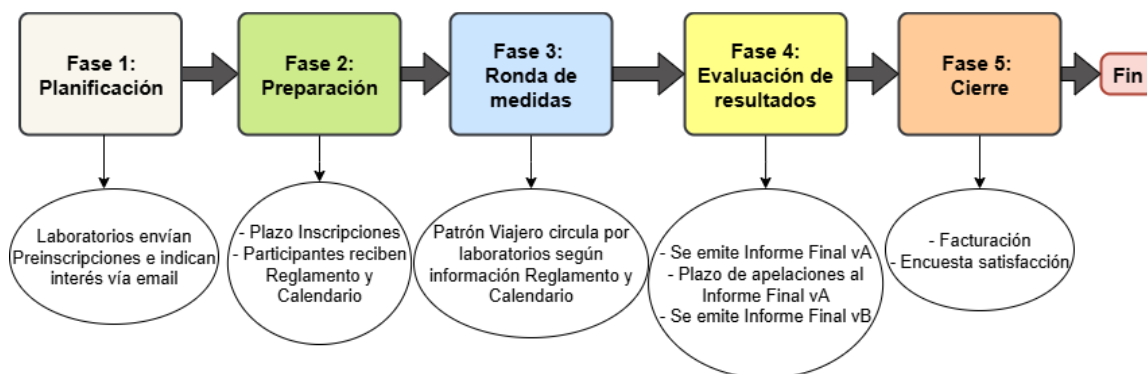 Fase 1:
Planificación
Fase 2:
Preparación
Fase 3:
Ronda de
medidas
Fase 4:
Evaluación de
resultados
Fase 5:
Cierre
Fin
Laboratorios envían
Preinscripciones e indican
interés vía email
- Plazo Inscripciones
- Participantes reciben
Reglamento y
Calendario
Patrón Viajero circula por
laboratorios según
información Reglamento y
Calendario
- Se emite Informe Final vA
- Plazo de apelaciones al
Informe Final vA
- Se emite Informe Final vB
- Facturación
- Encuesta satisfacción